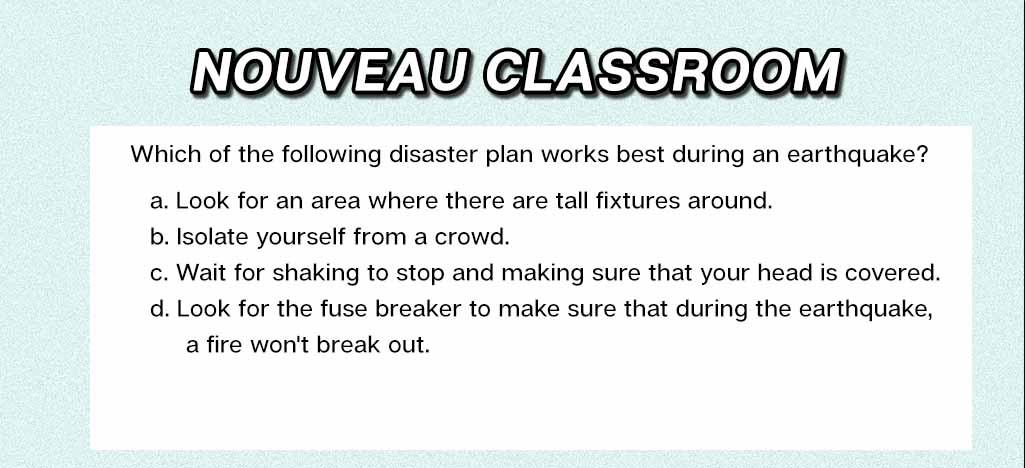 NOUVEAU CLASSROOM
Which of the following disaster plan works best during an earthquake?
a. Look for an area where there are tall fixtures around.
b. Isolate yourself from a crowd.
c. Wait for shaking to stop and making sure that your head is covered.
d. Look for the fuse breaker to make sure that during the earthquake,
a fire won't break out.